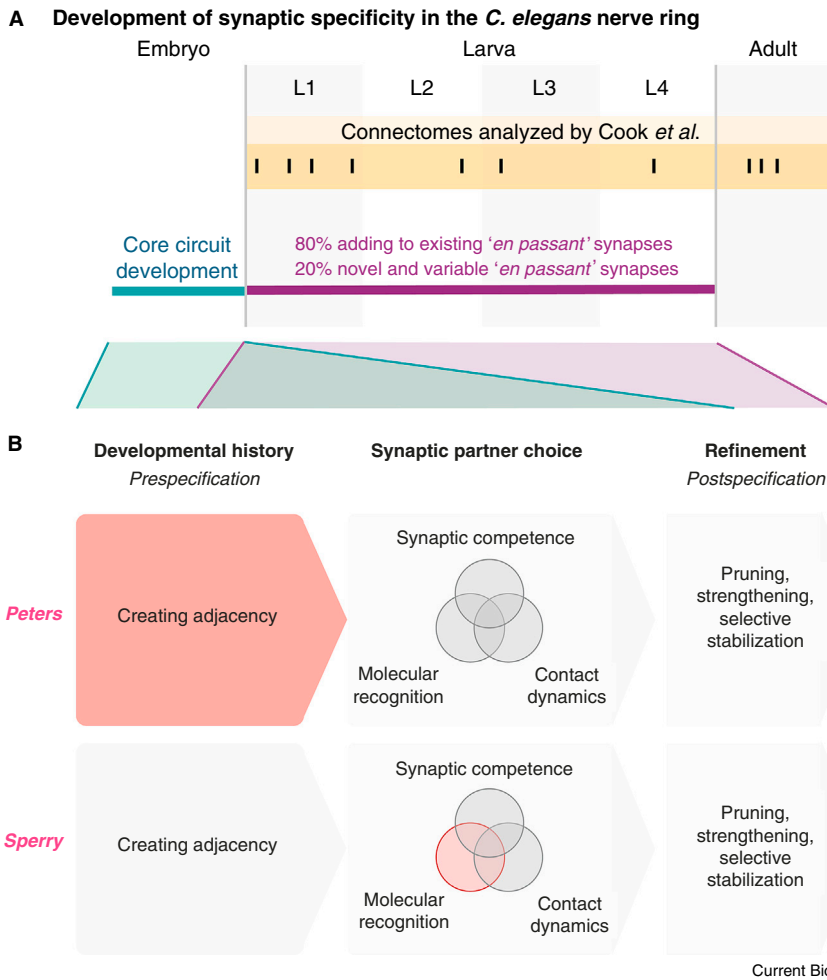 A Development of synaptic specificity in the C. elegans nerve ring
Embryo Larva Adult
L1 L2 L3 L4
Connectomes analyzed by Cook et al.
Core circuit
development
80% adding to existing ‘en passant’ synapses
20% novel and variable ‘en passant’ synapses
B
Developmental history Synaptic partner choice Refinement
Prespecification Postspecification
Peters
Creating adjacency
Synaptic competence
Molecular
recognition
Contact
dynamics
Pruning,
strengthening,
selective
stabilization
Sperry
Creating adjacency
Synaptic competence
Molecular
recognition
Contact
dynamics
Pruning,
strengthening,
selective
stabilization
Current